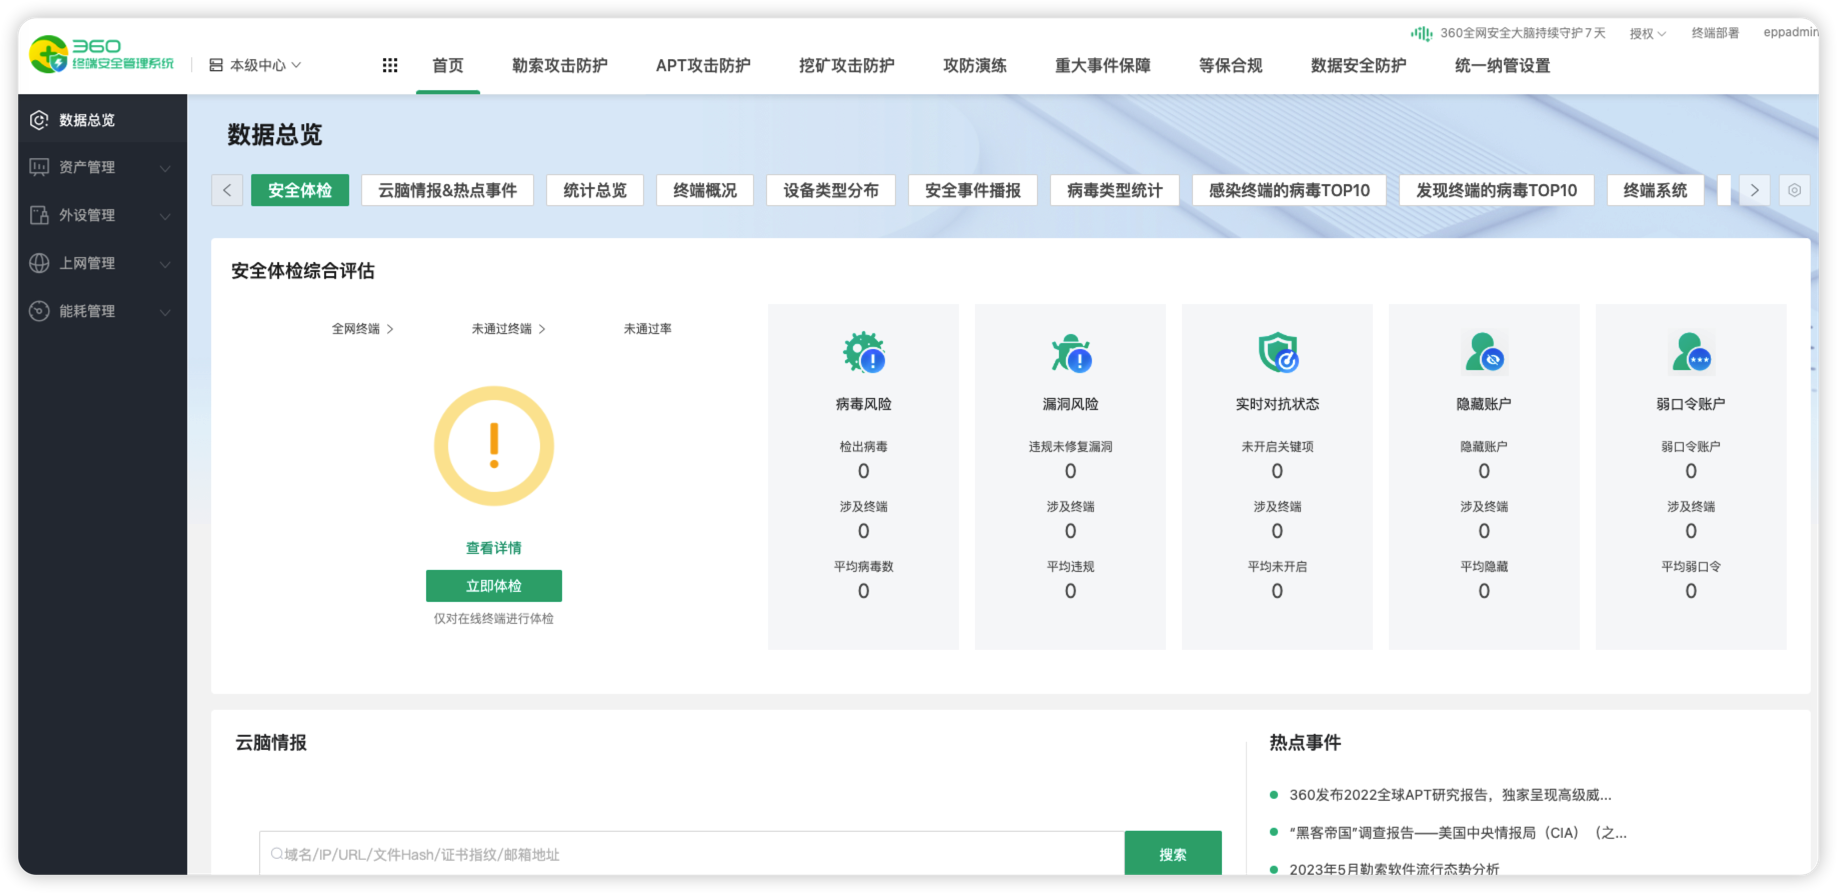 360全网安全大脑持续守护7天 授权 终端部署 eppadmin
360
终端安全管理系统
本级中心
首页 勒索攻击防护 APT攻击防护 挖矿攻击防护 攻防演练 重大事件保障 等保合规 数据安全防护 统一纳管设置
数据总览
资产管理
外设管理
上网管理
能耗管理
数据总览
安全体检 云脑情报&热点事件 统计总览 终端概况 设备类型分布 安全事件播报 病毒类型统计 感染终端的病毒TOP10 发现终端的病毒TOP10 终端系统
安全体检综合评估
全网终端 > 未通过终端 > 未通过率
查看详情
立即体检
仅对在线终端进行体检
病毒风险
检出病毒
0
涉及终端
0
平均病毒数
0
漏洞风险
违规未修复漏洞
0
涉及终端
0
平均违规
0
实时对抗状态
未开启关键项
0
涉及终端
0
平均未开启
0
隐藏账户
隐藏账户
0
涉及终端
0
平均隐藏
0
弱口令账户
弱口令账户
0
涉及终端
0
平均弱口令
0
云脑情报
域名/IP/URL/文件Hash/证书指纹/邮箱地址
搜索
热点事件
360发布2022全球APT研究报告，独家呈现高级威...
“黑客帝国”调查报告——美国中央情报局（CIA）（之...
2023年5月勒索软件流行态势分析